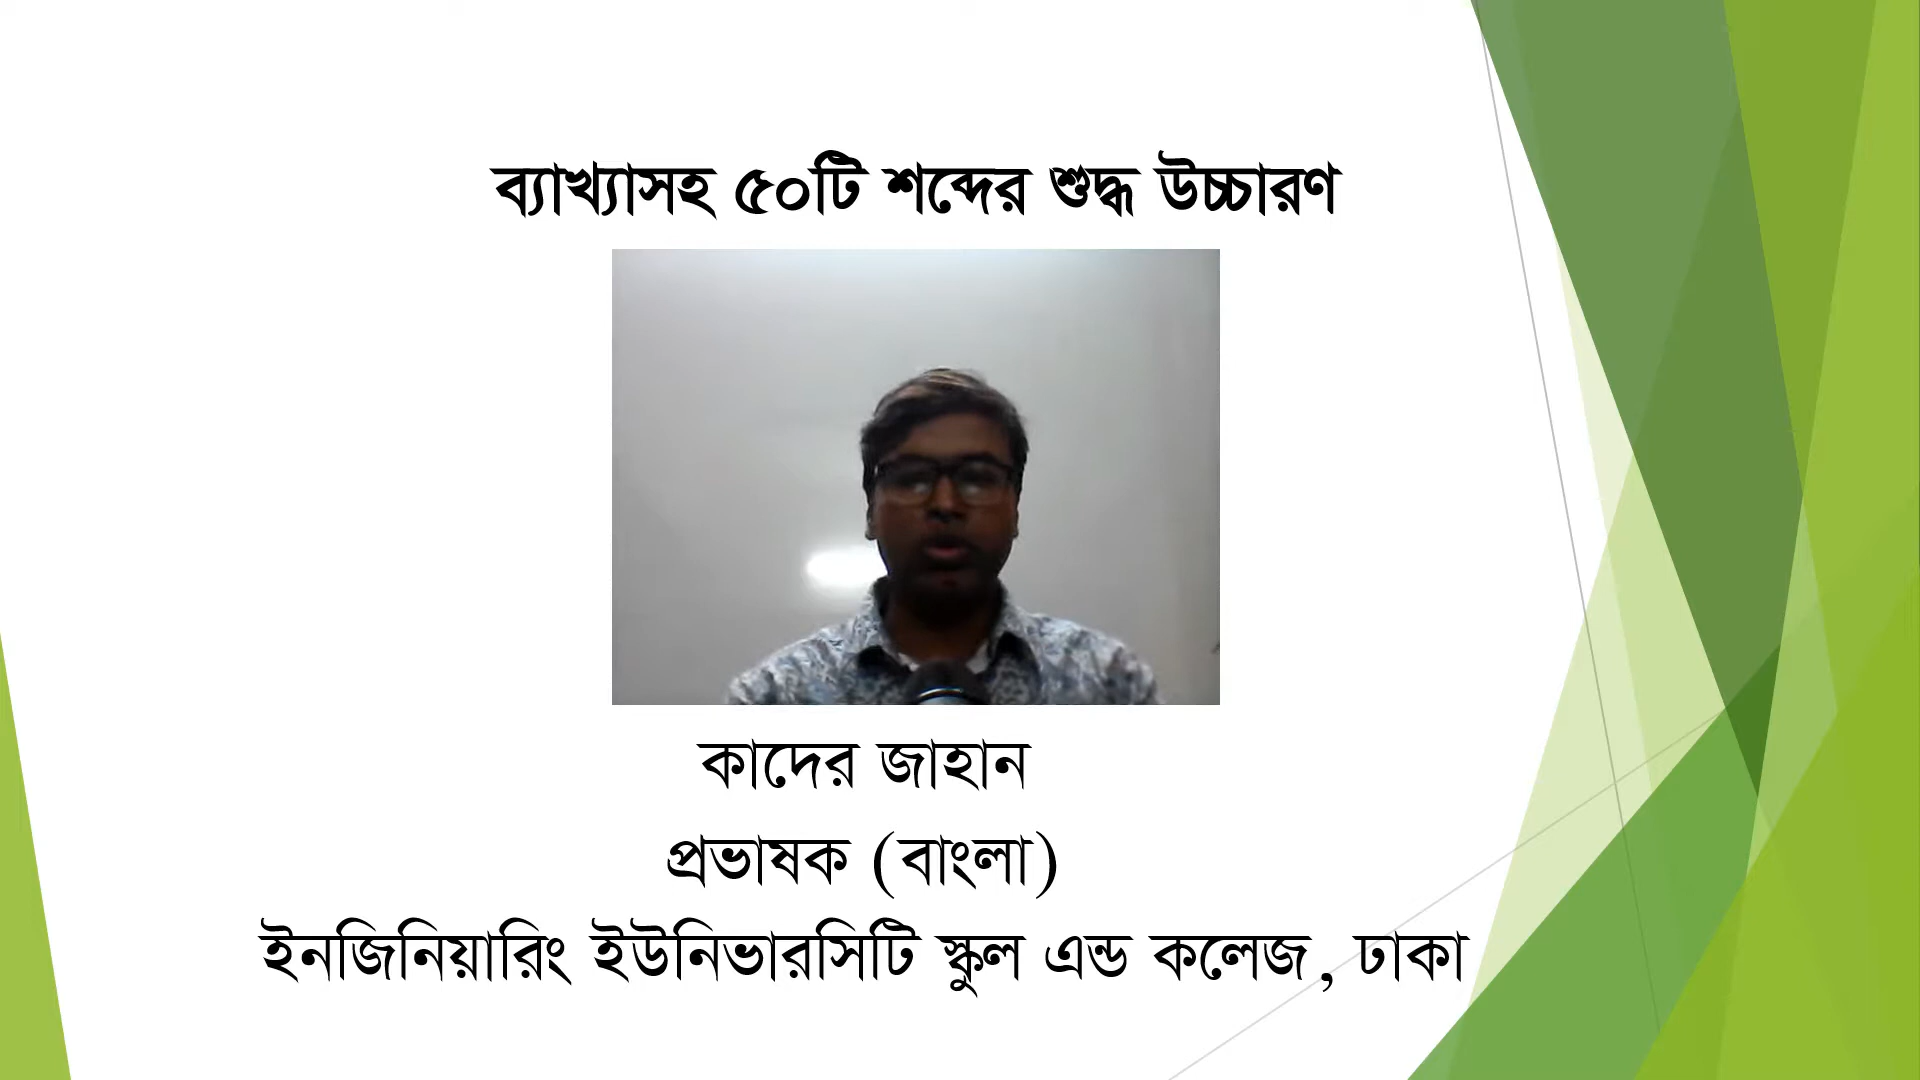 ব্যাখ্যাসহ ৫০টি শব্দের শুদ্ধ উচ্চারণ
কাদের জাহান
প্রভাষক (বাংলা)
ইনজিনিয়ারিং ইউনিভারসিটি স্কুল এন্ড কলেজ, ঢাকা